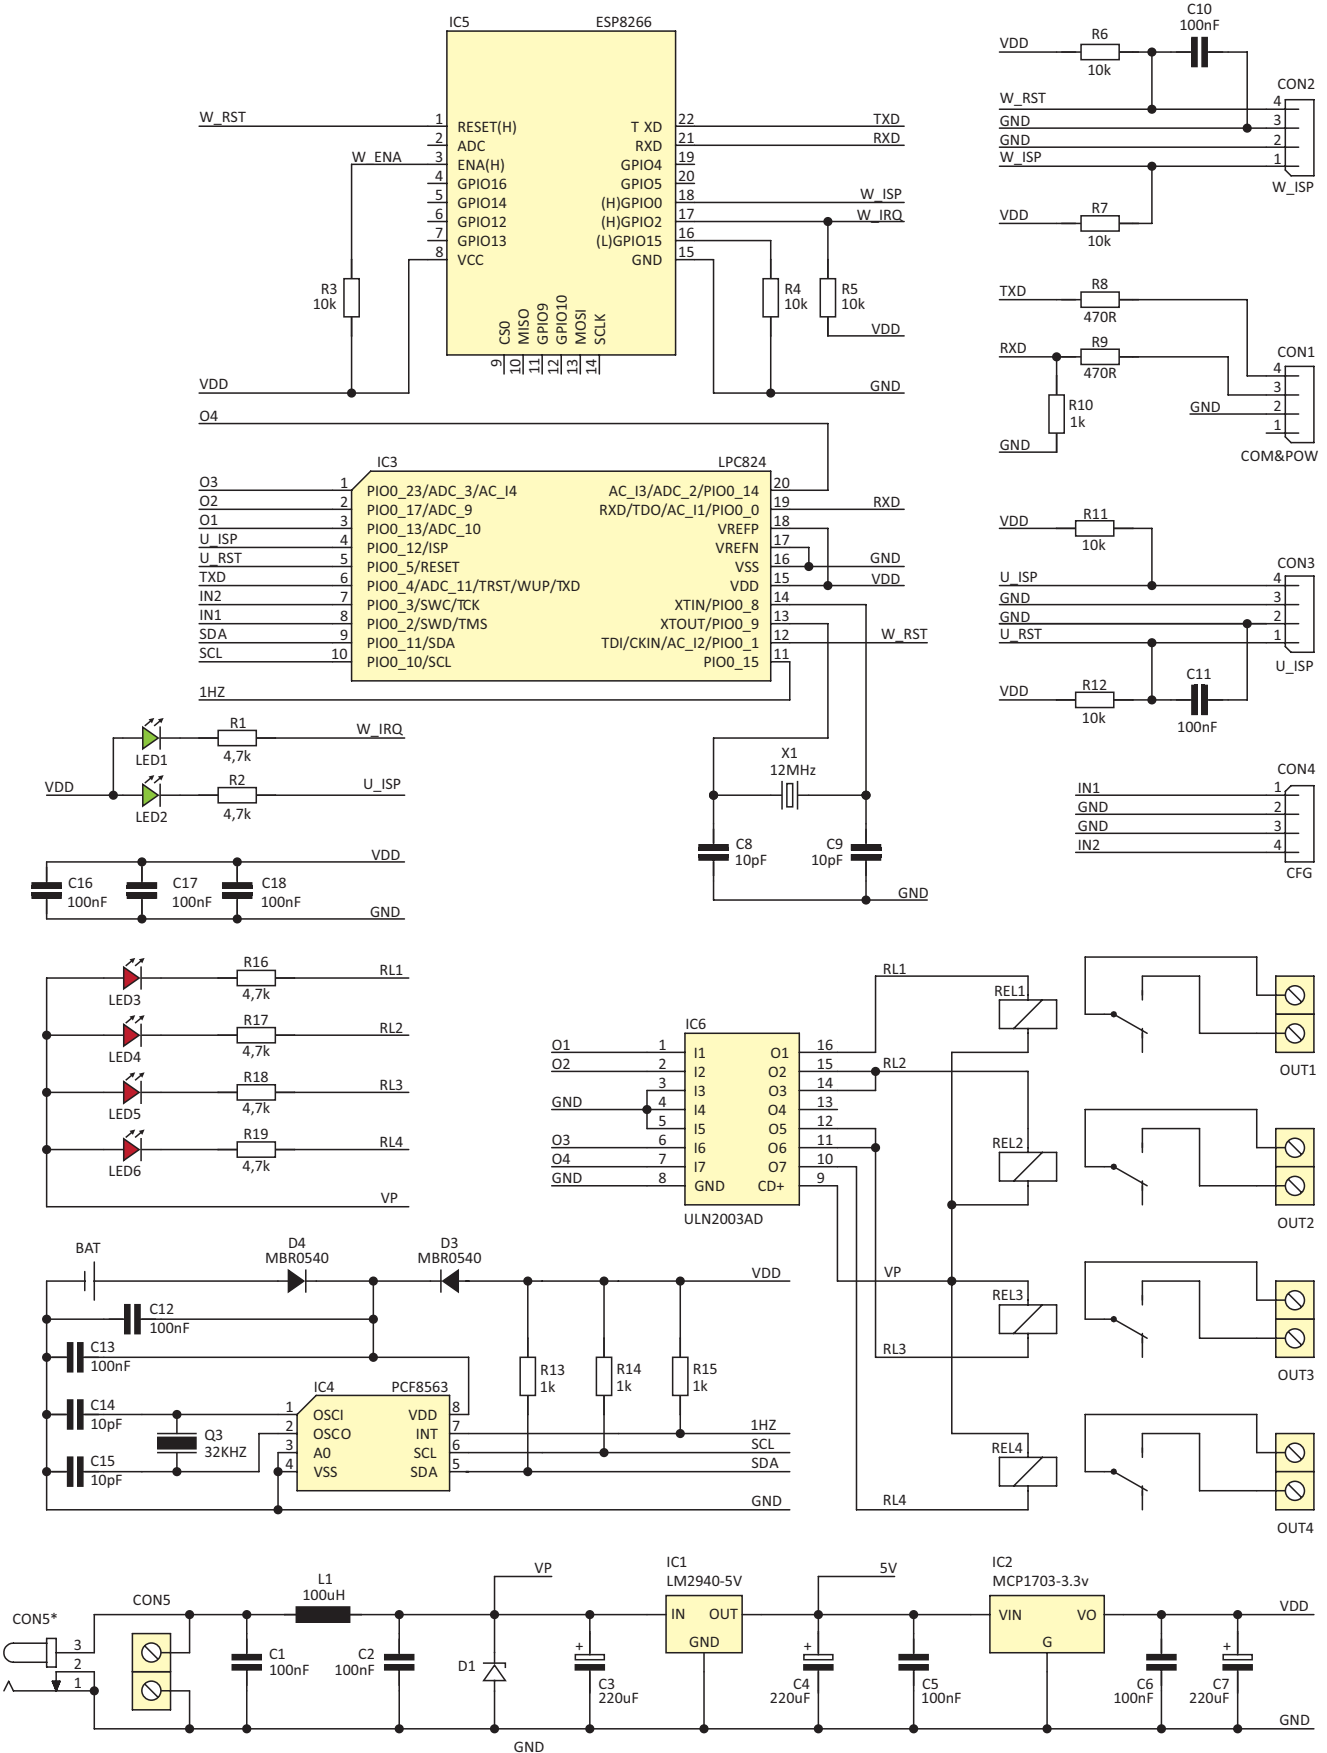 IC5 ESP8266
W_RST 1 RESET(H)
2 ADC
W_ENA 3 ENA(H)
4 GPIO16
5 GPIO14
6 GPIO12
7 GPIO13
8 VCC
T XD 22 TXD
RXD 21 RXD
GPIO4 19
GPIO5 20
(H)GPIO0 18 W_ISP
(H)GPIO2 17 W_IRQ
(L)GPIO15 16
GND 15
CS0 MISO GPIO9 GPIO10 MOSI SCLK
9 10 11 12 13 14
R3
10k
R4
10k
R5
10k
VDD
VDD
GND
C10
100nF
VDD R6
10k
CON2
W_RST 4
GND 3
GND 2
W_ISP 1
W_ISP
VDD R7
10k
TXD R8
470R
RXD R9
470R
CON1
4
3
GND 2
1
R10
1k
GND
COM&POW
O4
IC3 LPC824
O3 1 PIO0_23/ADC_3/AC_I4
O2 2 PIO0_17/ADC_9
O1 3 PIO0_13/ADC_10
U_ISP 4 PIO0_12/ISP
U_RST 5 PIO0_5/RESET
TXD 6 PIO0_4/ADC_11/TRST/WUP/TXD
IN2 7 PIO0_3/SWC/TCK
IN1 8 PIO0_2/SWD/TMS
SDA 9 PIO0_11/SDA
SCL 10 PIO0_10/SCL
AC_I3/ADC_2/PIO0_14 20
RXD/TDO/AC_I1/PIO0_0 19 RXD
VREFP 18
VREFN 17
VSS 16 GND
VDD 15 VDD
XTIN/PIO0_8 14
XTOUT/PIO0_9 13
TDI/CKIN/AC_I2/PIO0_1 12 W_RST
PIO0_15 11
1HZ
VDD R11
10k
CON3
U_ISP 4
GND 3
GND 2
U_RST 1
U_ISP
C11
100nF
VDD R12
10k
LED1 R1 W_IRQ
4,7k
VDD LED2 R2 U_ISP
4,7k
X1
12MHz
C8
10pF
C9
10pF
GND
CON4
IN1 1
GND 2
GND 3
IN2 4
CFG
VDD
C16
100nF
C17
100nF
C18
100nF
GND
LED3 R16 RL1
4,7k
LED4 R17 RL2
4,7k
LED5 R18 RL3
4,7k
LED6 R19 RL4
4,7k
VP
IC6
O1 1 I1
O2 2 I2
3 I3
GND 4 I4
5 I5
O3 6 I6
O4 7 I7
GND 8 GND
O1 16 RL1
O2 15 RL2
O3 14
O4 13
O5 12
O6 11
O7 10
CD+ 9
ULN2003AD
VP
RL3
RL4
REL1
REL2
REL3
REL4
OUT1
OUT2
OUT3
OUT4
BAT
D4
MBR0540
D3
MBR0540
VDD
C12
100nF
C13
100nF
C14
10pF
C15
10pF
Q3
32KHZ
IC4 PCF8563
1 OSCI
2 OSCO
3 A0
4 VSS
VDD 8
INT 7 1HZ
SCL 6 SCL
SDA 5 SDA
R13
1k
R14
1k
R15
1k
GND
CON5*
3
2
1
CON5
L1
100uH
C1
100nF
C2
100nF
VP
D1
+
C3
220uF
IC1
LM2940-5V
IN OUT
GND
5V
+
C4
220uF
C5
100nF
IC2
MCP1703-3.3v
VIN VO
G
C6
100nF
+
C7
220uF
VDD
GND
GND